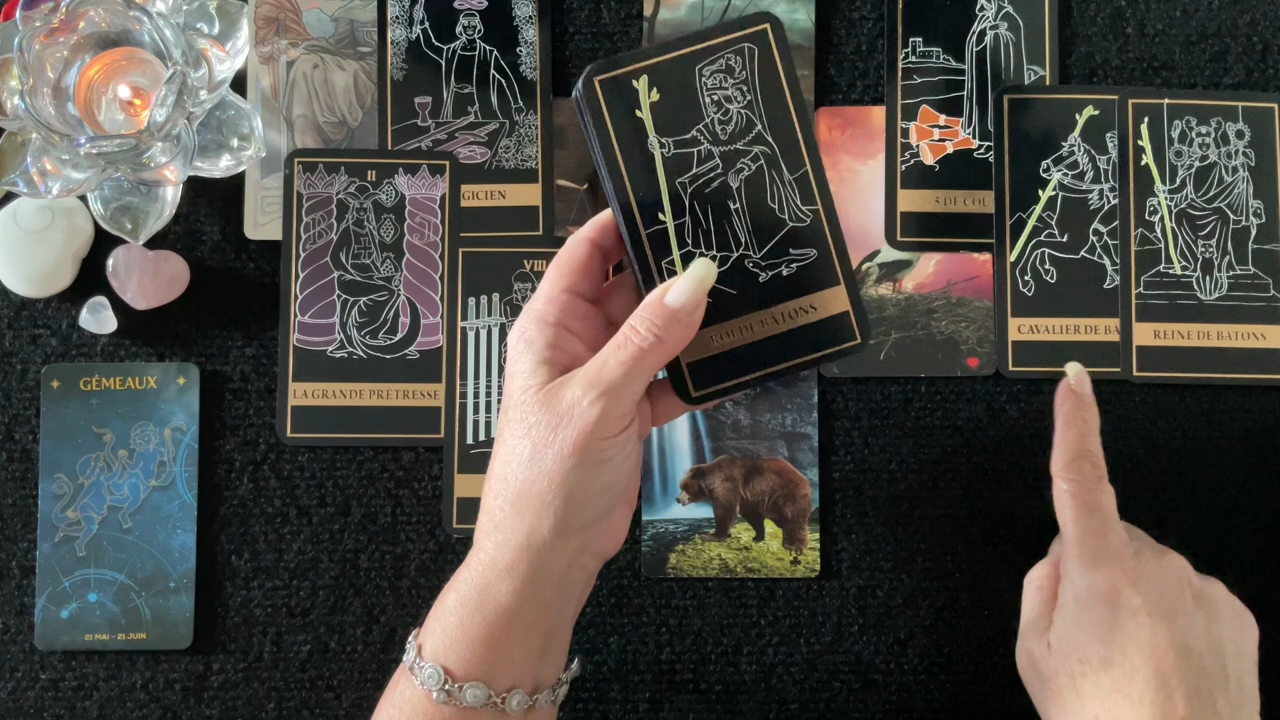 GICIEN
5 DE COU
II
LA GRANDE PRÊTRESSE
VIII
ROI DE BÂTONS
CAVALIER DE BA
REINE DE BATONS
GÉMEAUX
21 MAI - 21 JUIN